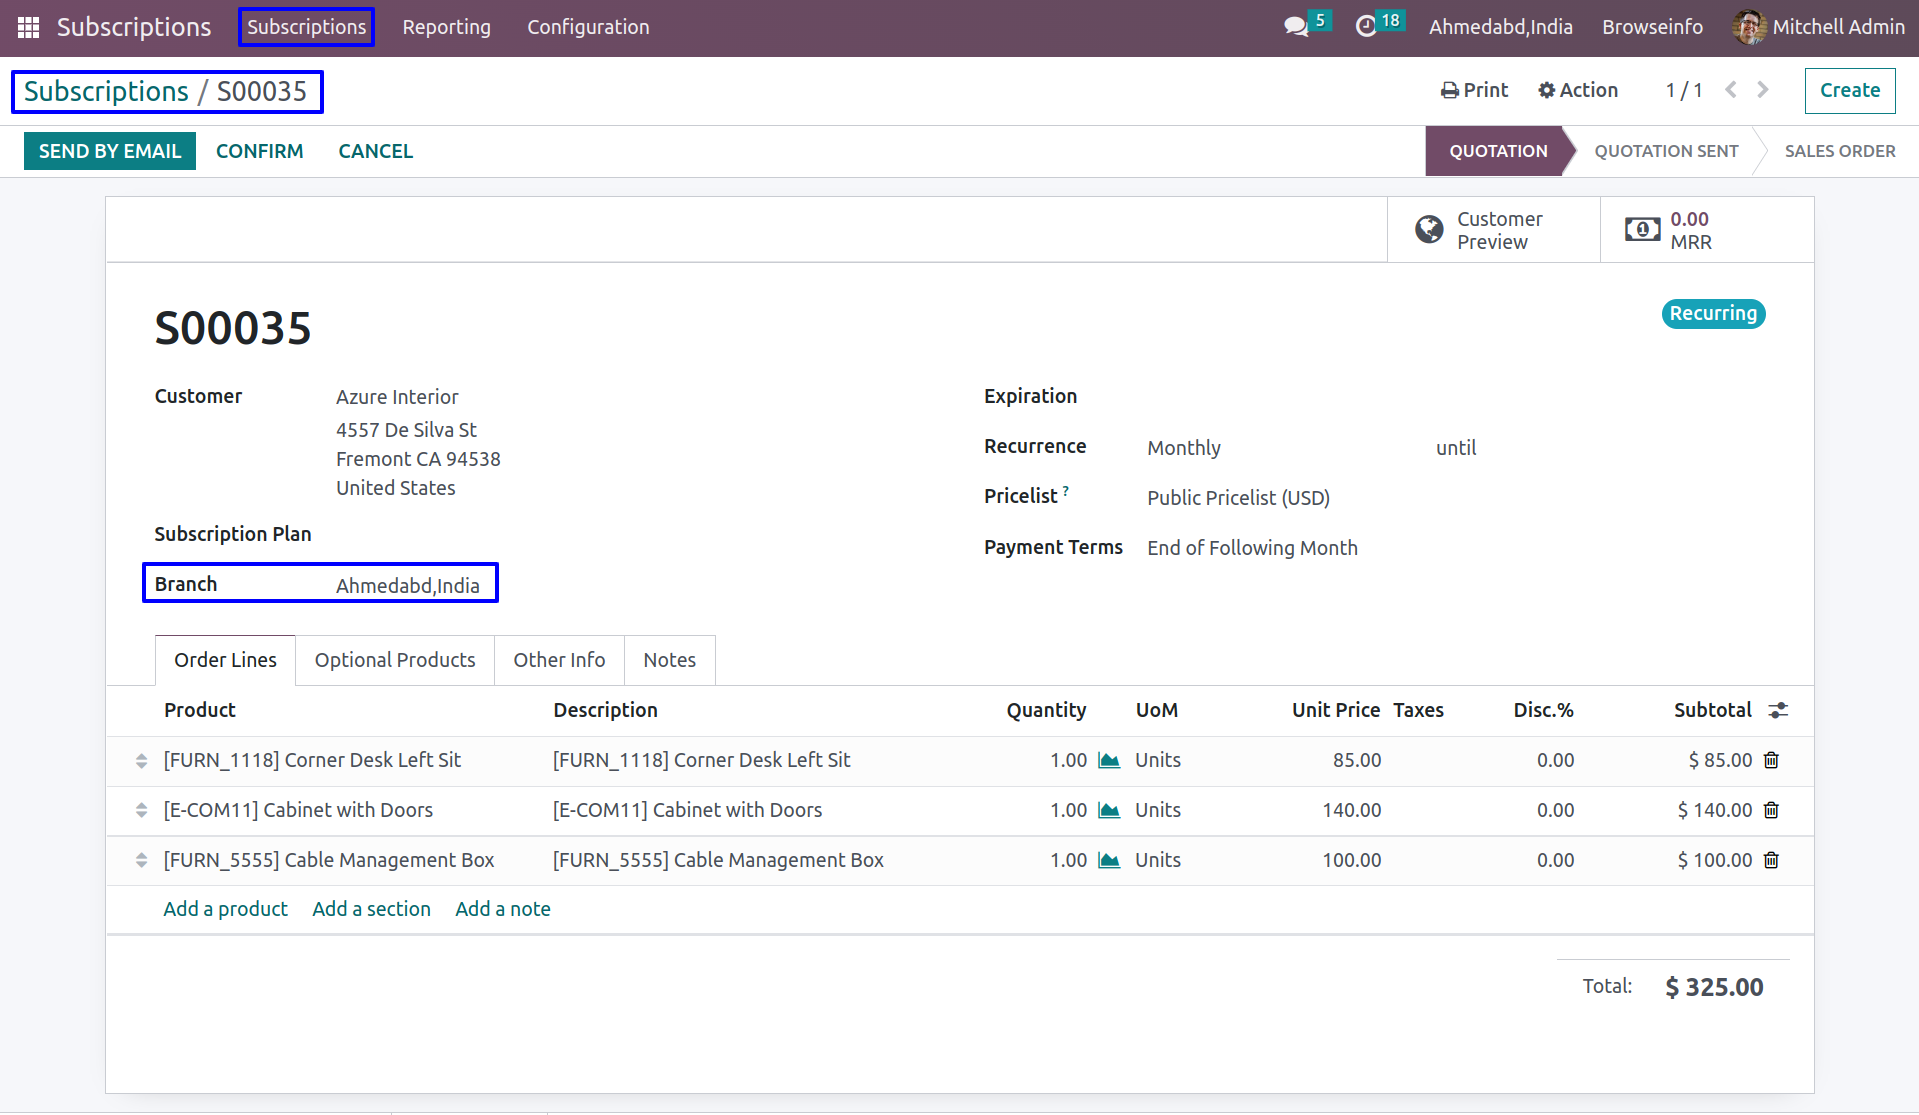 Subscriptions Subscriptions Reporting Configuration 5 18 Ahmedabd,India Browseinfo Mitchell Admin
Subscriptions / S00035 Print Action 1 / 1 Create
SEND BY EMAIL CONFIRM CANCEL QUOTATION QUOTATION SENT SALES ORDER
Customer Preview
0.00 MRR
S00035
Recurring
Customer Azure Interior
4557 De Silva St
Fremont CA 94538
United States
Subscription Plan
Branch Ahmedabd,India
Expiration
Recurrence Monthly until
Pricelist ? Public Pricelist (USD)
Payment Terms End of Following Month
Order Lines Optional Products Other Info Notes
Product Description Quantity UoM Unit Price Taxes Disc.% Subtotal
[FURN_1118] Corner Desk Left Sit [FURN_1118] Corner Desk Left Sit 1.00 Units 85.00 0.00 $ 85.00
[E-COM11] Cabinet with Doors [E-COM11] Cabinet with Doors 1.00 Units 140.00 0.00 $ 140.00
[FURN_5555] Cable Management Box [FURN_5555] Cable Management Box 1.00 Units 100.00 0.00 $ 100.00
Add a product Add a section Add a note
Total: $ 325.00